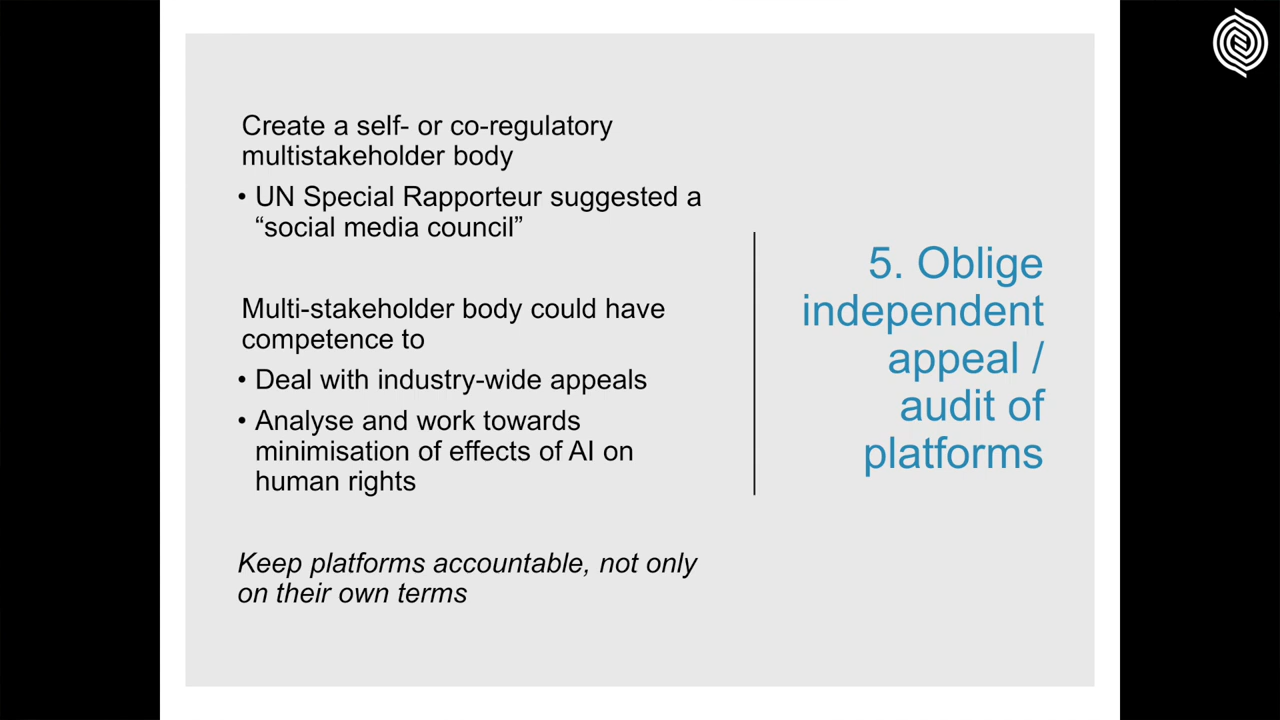 Create a self- or co-regulatory
multistakeholder body
• UN Special Rapporteur suggested a
“social media council”
Multi-stakeholder body could have
competence to
• Deal with industry-wide appeals
• Analyse and work towards
minimisation of effects of AI on
human rights
Keep platforms accountable, not only
on their own terms
5. Oblige
independent
appeal /
audit of
platforms